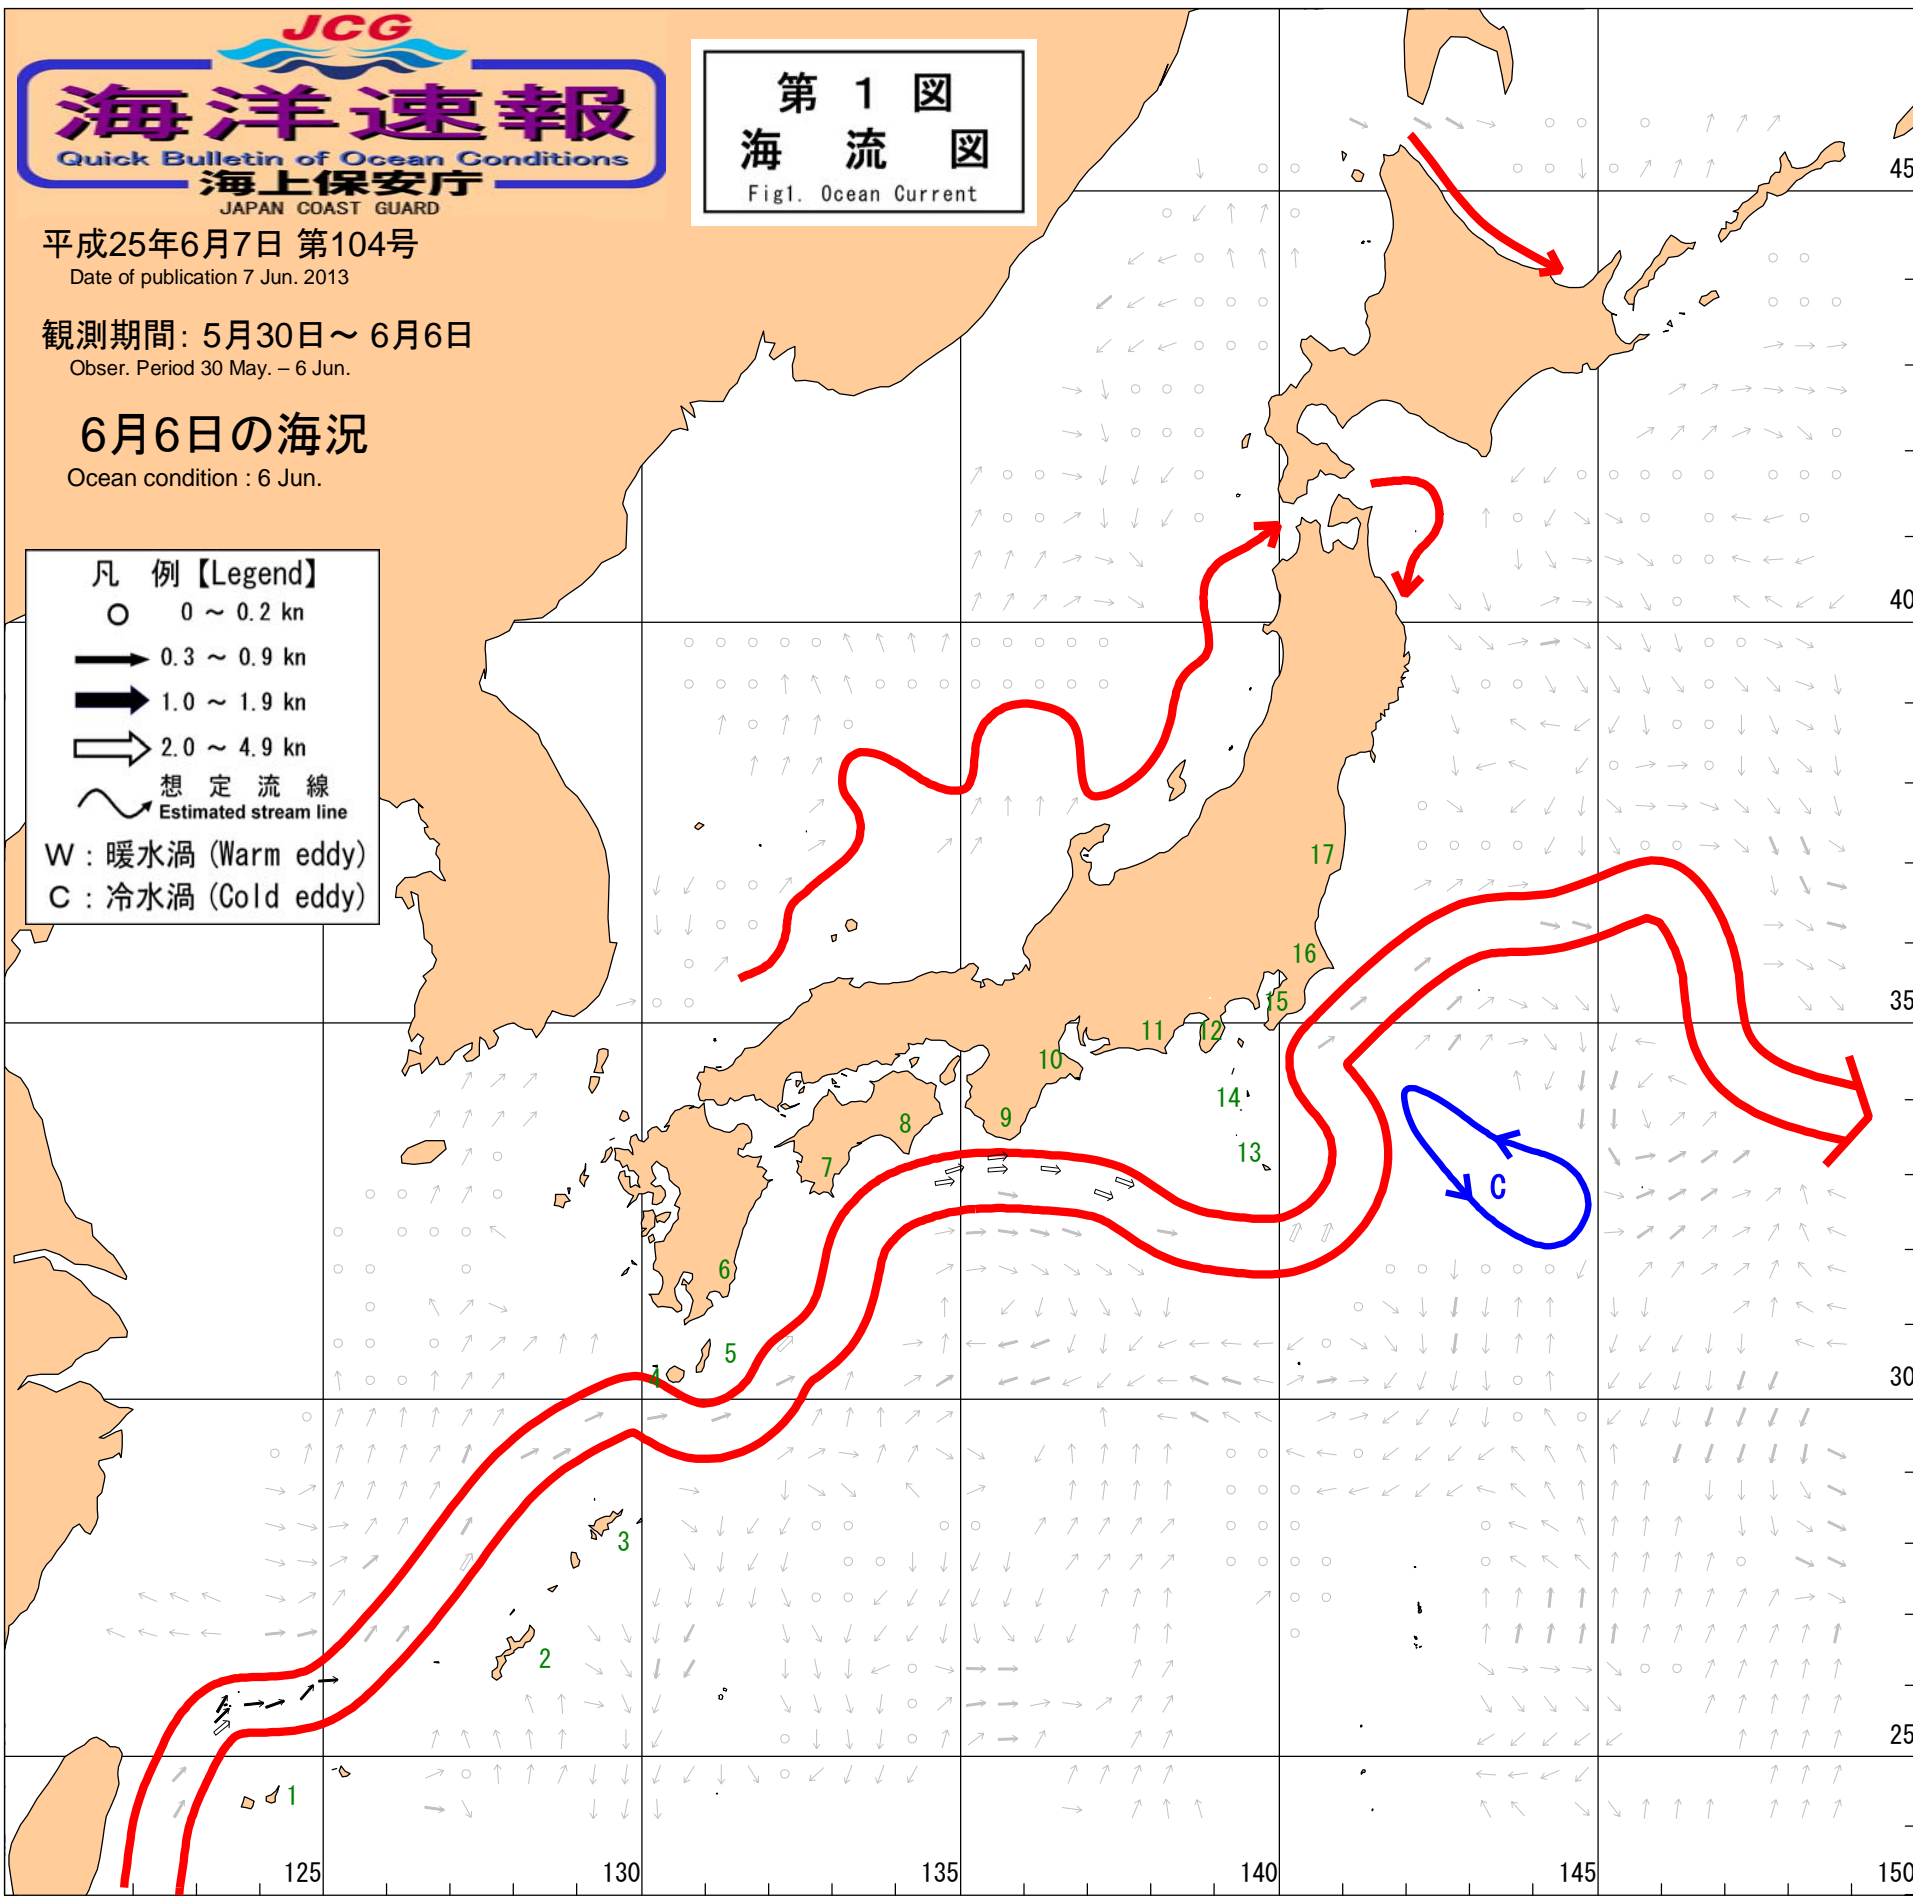 JCG
海洋速報
Quick Bulletin of Ocean Conditions
海上保安庁
JAPAN COAST GUARD
第 1 図
海 流 図
Fig1. Ocean Current
平成25年6月7日 第104号
Date of publication 7 Jun. 2013
観測期間: 5月30日～ 6月6日
Obser. Period 30 May. – 6 Jun.
6月6日の海況
Ocean condition : 6 Jun.
凡 例【Legend】
0 ～ 0.2 kn
0.3 ～ 0.9 kn
1.0 ～ 1.9 kn
2.0 ～ 4.9 kn
想 定 流 線
Estimated stream line
W : 暖水渦 (Warm eddy)
C : 冷水渦 (Cold eddy)
45
40
17
16
35
15
12
11
10
14
9
8
13
7
C
6
5
4
30
3
2
25
1
125
130
135
140
145
150